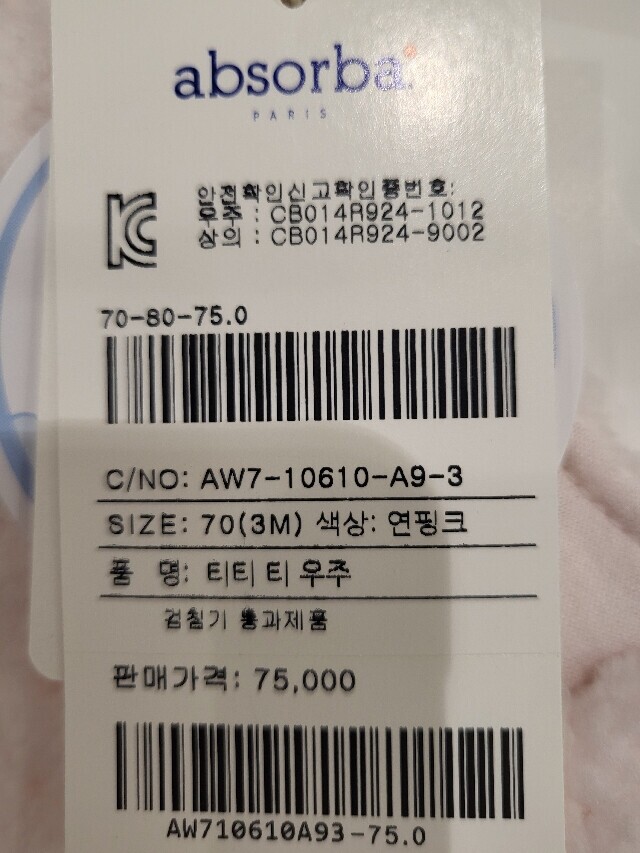 absorba
PARIS
안전확인신고확인증번호:
우주 : CB014R924-1012
상의 : CB014R924-9002
70-80-75.0
C/NO: AW7-10610-A9-3
SIZE: 70(3M) 색상: 연핑크
품 명: 티티 티 우주
검침기 통과제품
판매가격: 75,000
AW710610A93-75.0